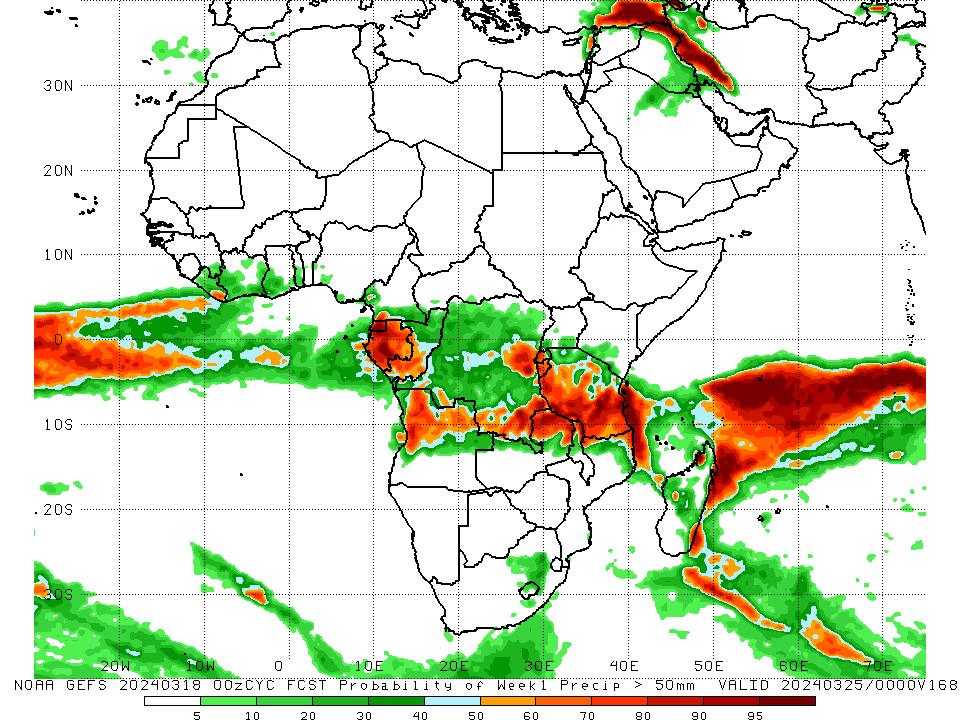 30N
20N
10N
0
10S
20S
30S
20W 10W 0 10E 20E 30E 40E 50E 60E 70E
NOAA GEFS 20240318 00zCYC FCST Probability of Week1 Precip > 50mm VALID 20240325/0000V168
5 10 20 30 40 50 60 70 80 90 95